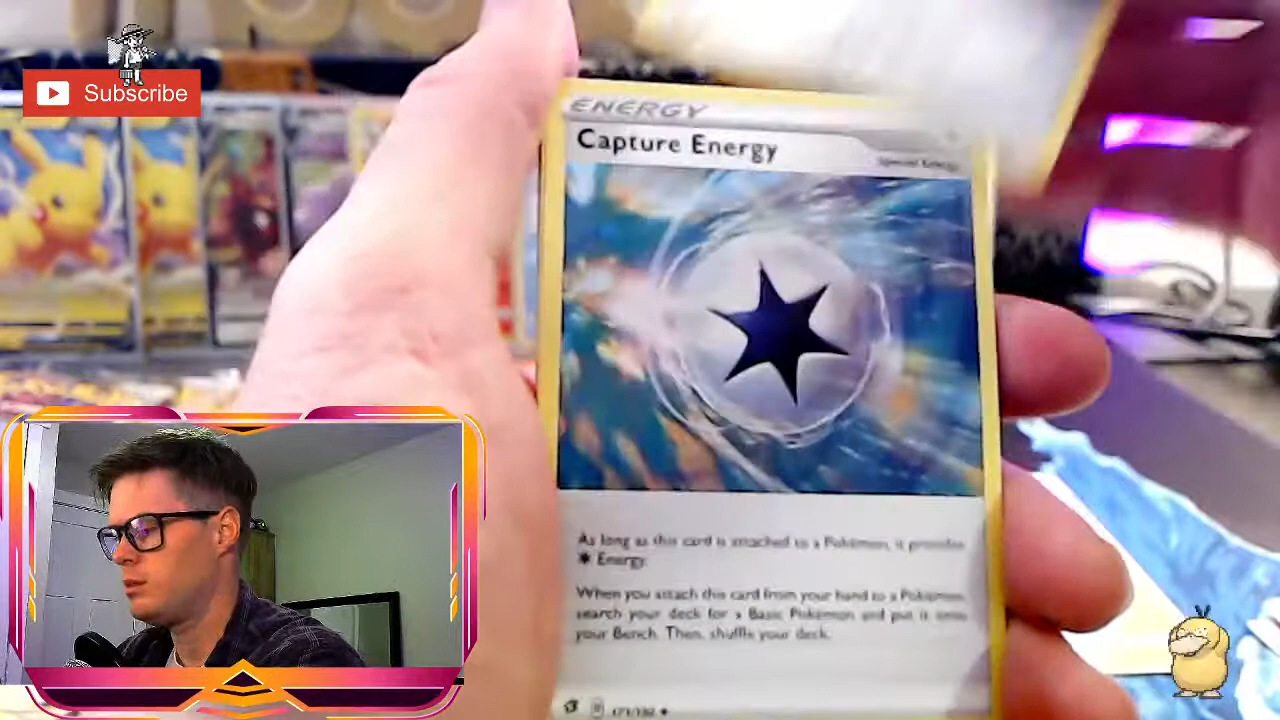 Subscribe
ENERGY
Capture Energy
Special Energy
As long as this card is attached to a Pokémon, it provides
Energy.
When you attach this card from your hand to a Pokémon,
search your deck for a Basic Pokémon and put it onto
your Bench. Then, shuffle your deck.
171/192